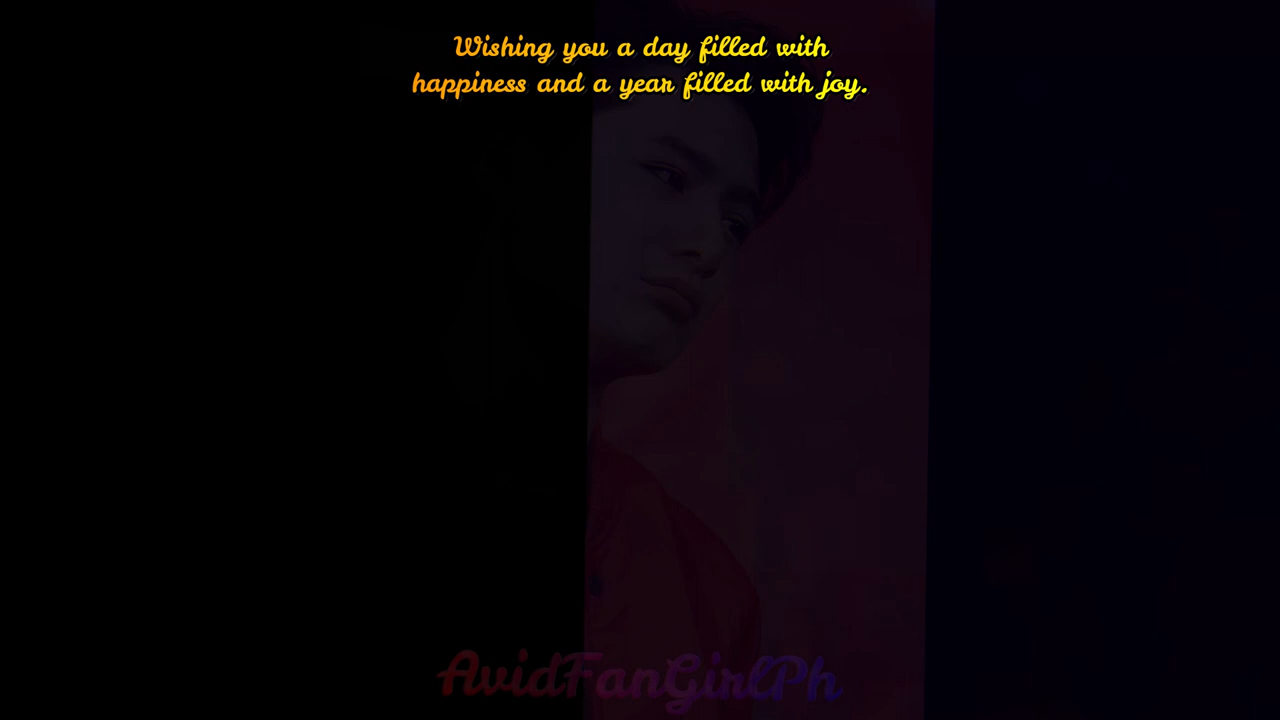 Wishing you a day filled with
happiness and a year filled with joy.
AvidFanGirlPh